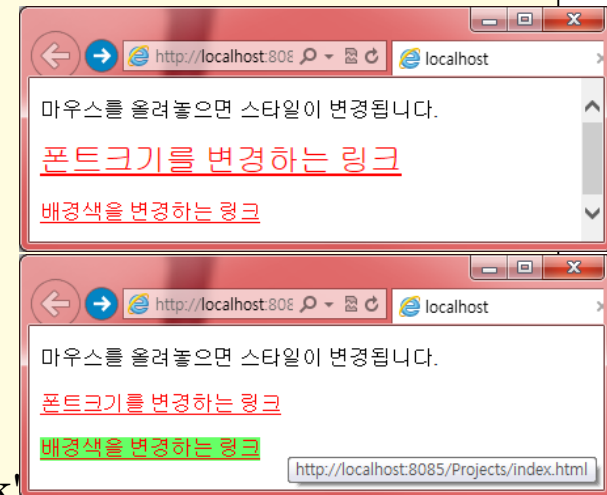 http://localhost:808
localhost
마우스를 올려놓으면 스타일이 변경됩니다.
폰트크기를 변경하는 링크
배경색을 변경하는 링크
http://localhost:808
localhost
마우스를 올려놓으면 스타일이 변경됩니다.
폰트크기를 변경하는 링크
배경색을 변경하는 링크
http://localhost:8085/Projects/index.html